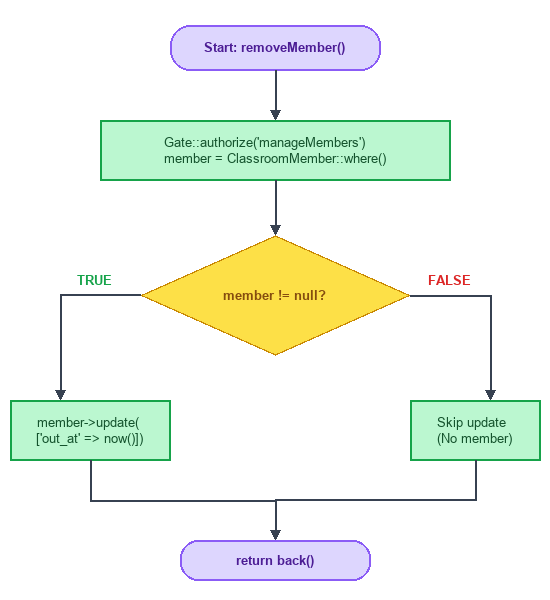 Start: removeMember()
Gate::authorize('manageMembers')
member = ClassroomMember::where()
member != null?
TRUE
FALSE
member->update(
['out_at' => now()])
Skip update
(No member)
return back()